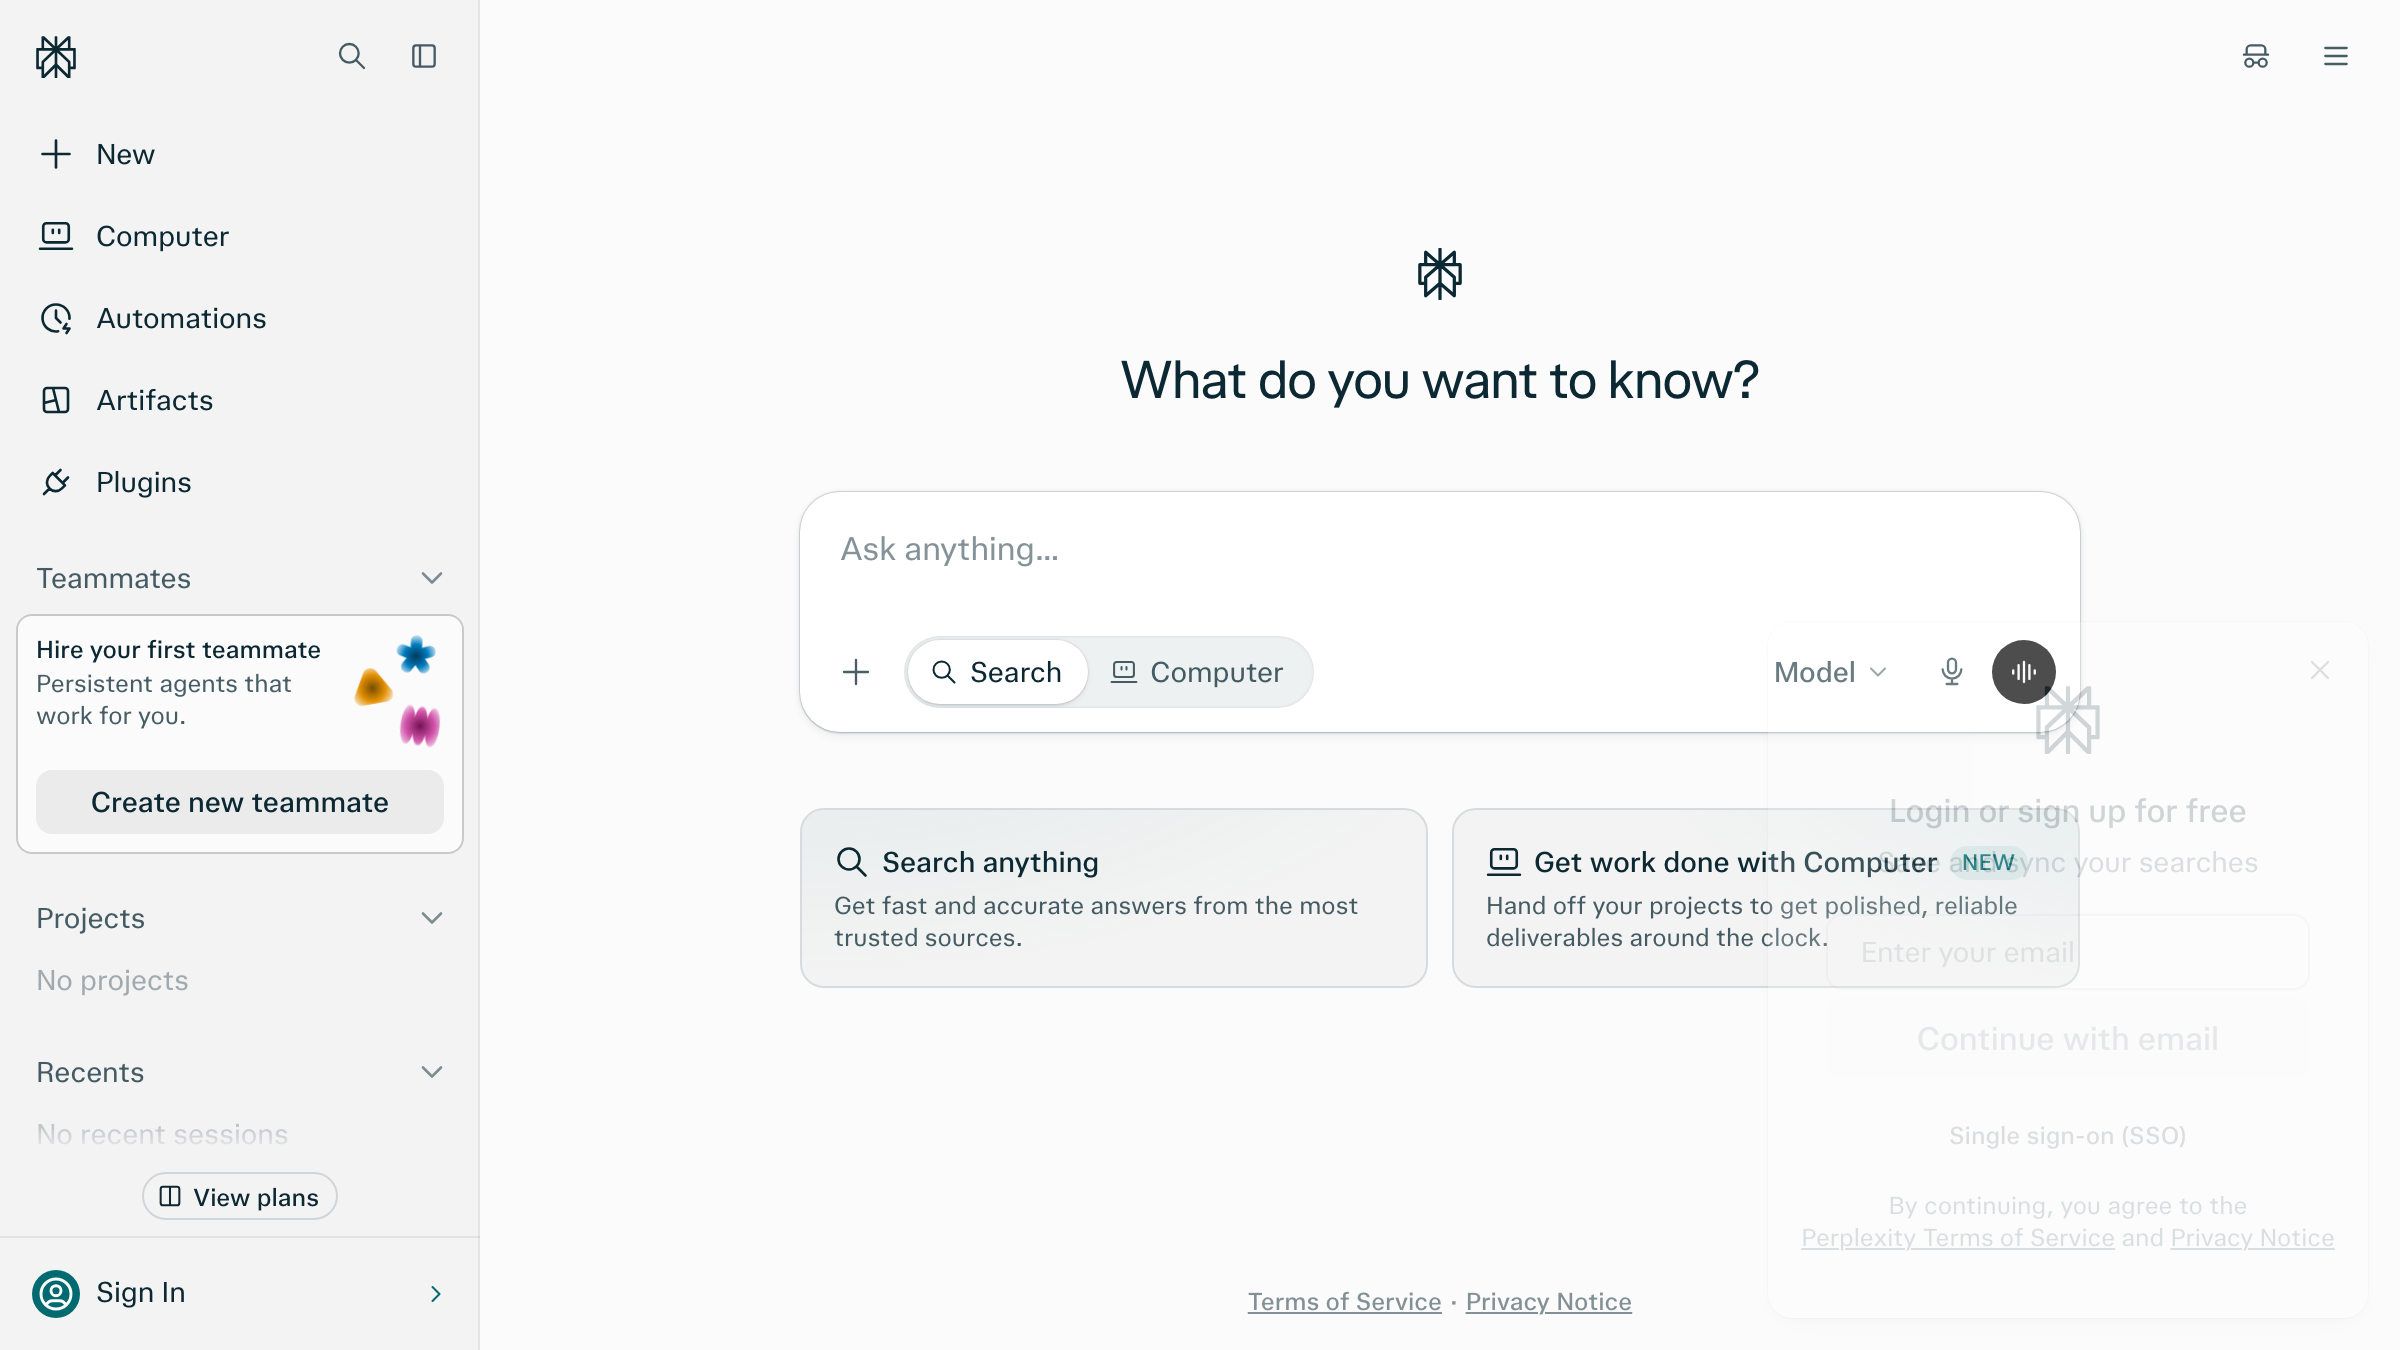 New
Computer
Automations
Artifacts
Plugins
Teammates
Hire your first teammate
Persistent agents that
work for you.
Create new teammate
Projects
No projects
Recents
No recent sessions
View plans
Sign In
What do you want to know?
Ask anything...
Search
Computer
Model
Search anything
Get fast and accurate answers from the most
trusted sources.
Get work done with Computer NEW
Hand off your projects to get polished, reliable
deliverables around the clock.
Terms of Service · Privacy Notice
Login or sign up for free
Save and sync your searches
Enter your email
Continue with email
Single sign-on (SSO)
By continuing, you agree to the
Perplexity Terms of Service and Privacy Notice